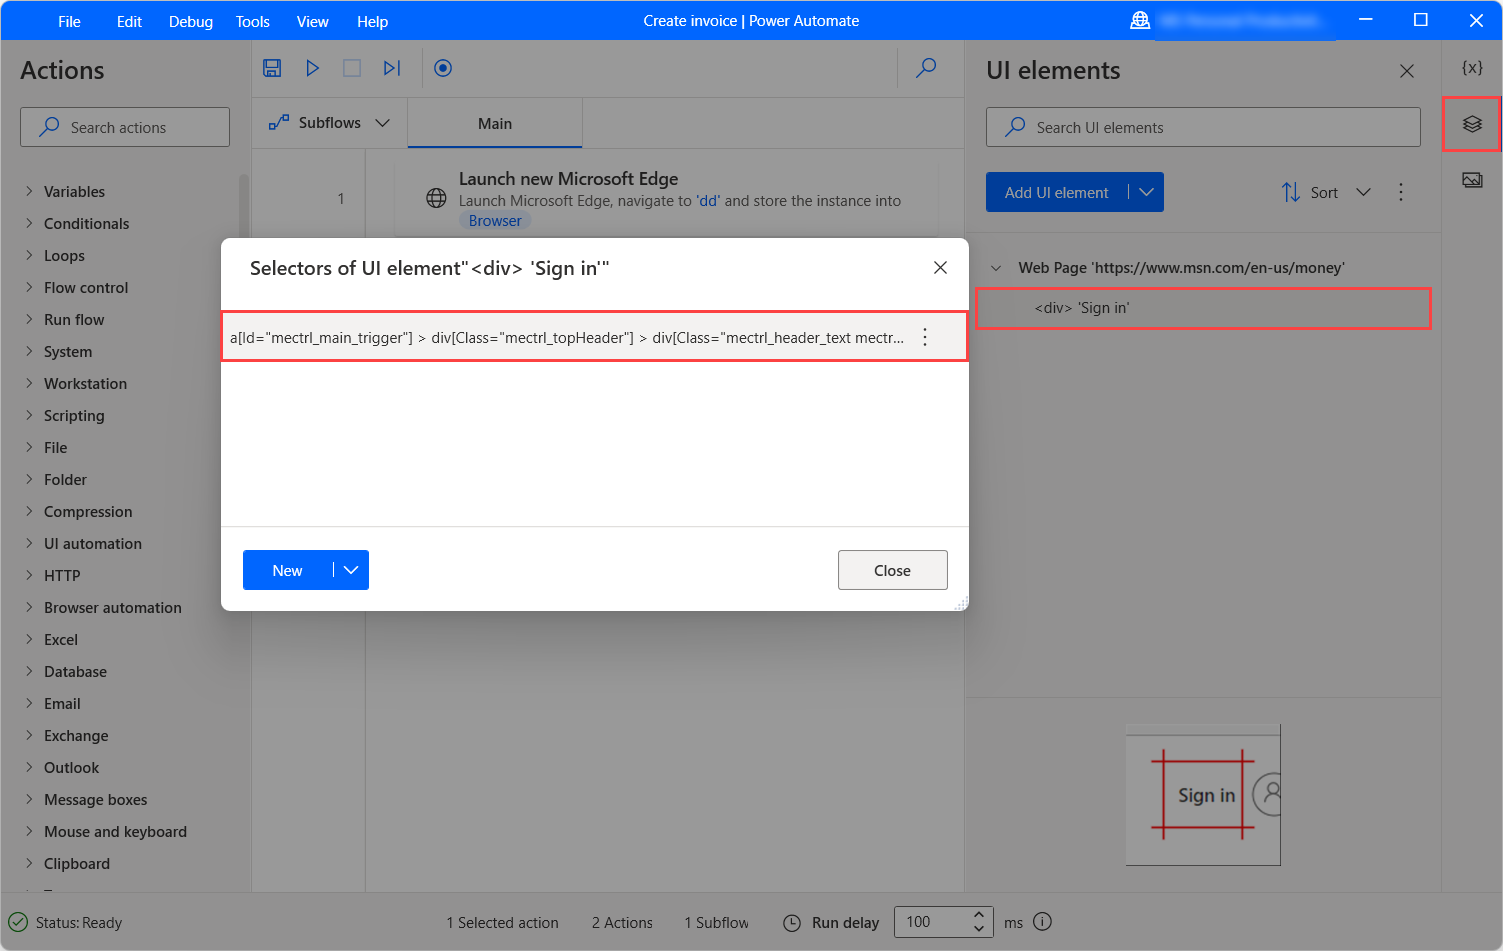 File Edit Debug Tools View Help Create invoice | Power Automate
Actions
Search actions
Variables
Conditionals
Loops
Flow control
Run flow
System
Workstation
Scripting
File
Folder
Compression
UI automation
HTTP
Browser automation
Excel
Database
Email
Exchange
Outlook
Message boxes
Mouse and keyboard
Clipboard
Subflows
Main
1
Launch new Microsoft Edge
Launch Microsoft Edge, navigate to 'dd' and store the instance into
Browser
Selectors of UI element"<div> 'Sign in'"
a[Id="mectrl_main_trigger"] > div[Class="mectrl_topHeader"] > div[Class="mectrl_header_text mectr...
New
Close
UI elements
{x}
Search UI elements
Add UI element
Sort
Web Page 'https://www.msn.com/en-us/money'
<div> 'Sign in'
Sign in
Status: Ready
1 Selected action
2 Actions
1 Subflow
Run delay
100
ms